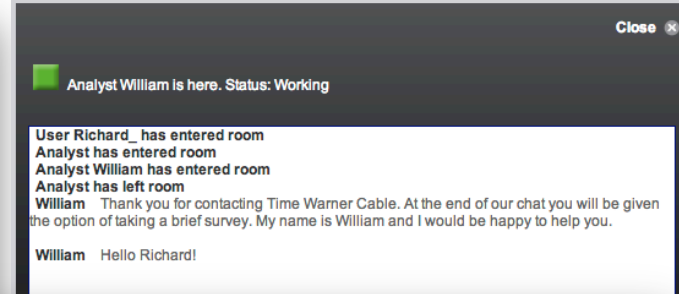 Close
Analyst William is here. Status: Working
User Richard_ has entered room
Analyst has entered room
Analyst William has entered room
Analyst has left room
William Thank you for contacting Time Warner Cable. At the end of our chat you will be given
the option of taking a brief survey. My name is William and I would be happy to help you.
William Hello Richard!